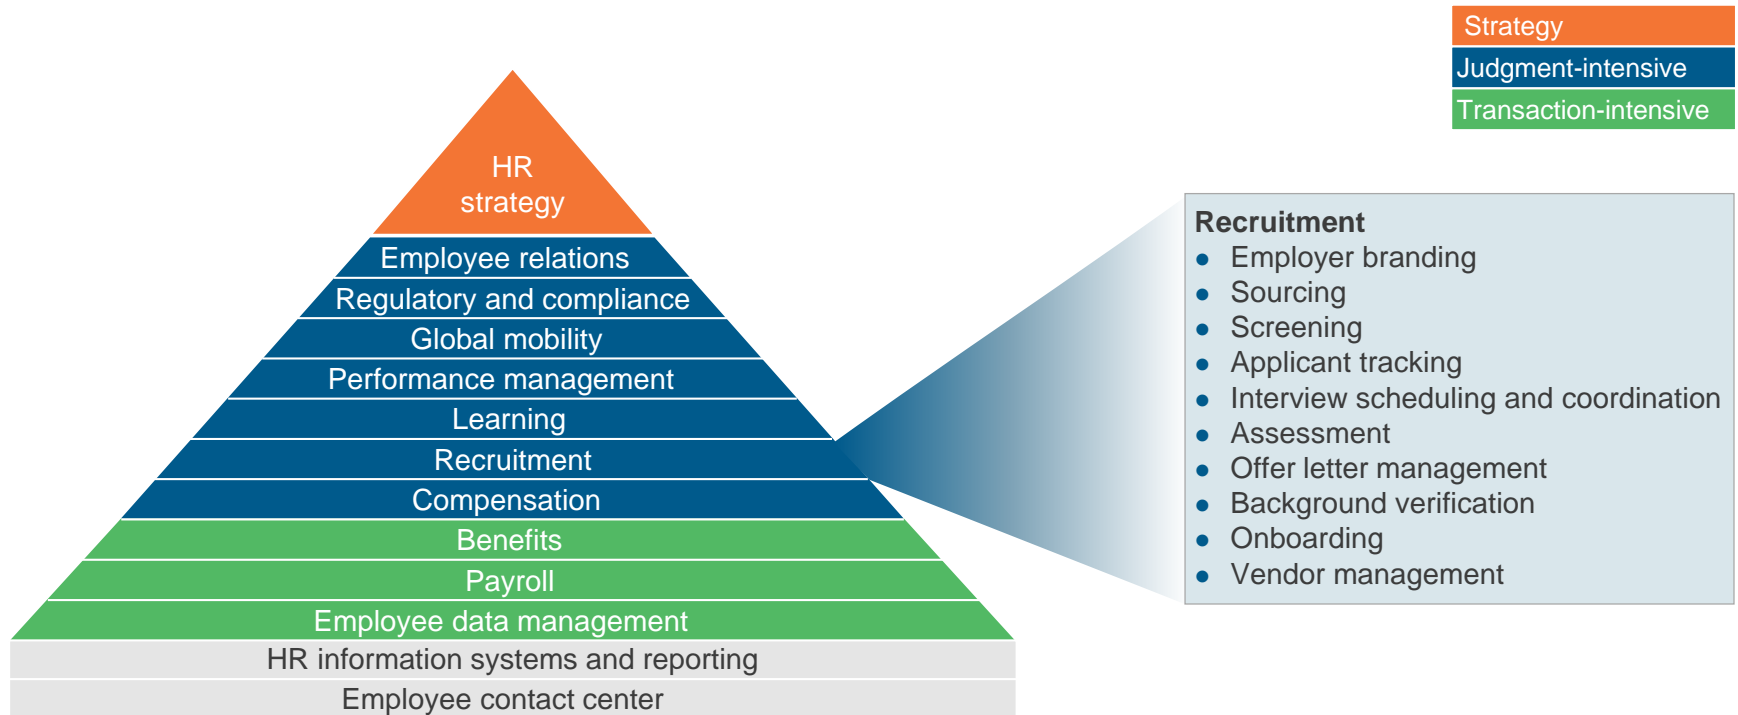 Strategy
Judgment-intensive
Transaction-intensive
HR
strategy
Employee relations
Regulatory and compliance
Global mobility
Performance management
Learning
Recruitment
Compensation
Benefits
Payroll
Employee data management
HR information systems and reporting
Employee contact center
Recruitment
● Employer branding
● Sourcing
● Screening
● Applicant tracking
● Interview scheduling and coordination
● Assessment
● Offer letter management
● Background verification
● Onboarding
● Vendor management